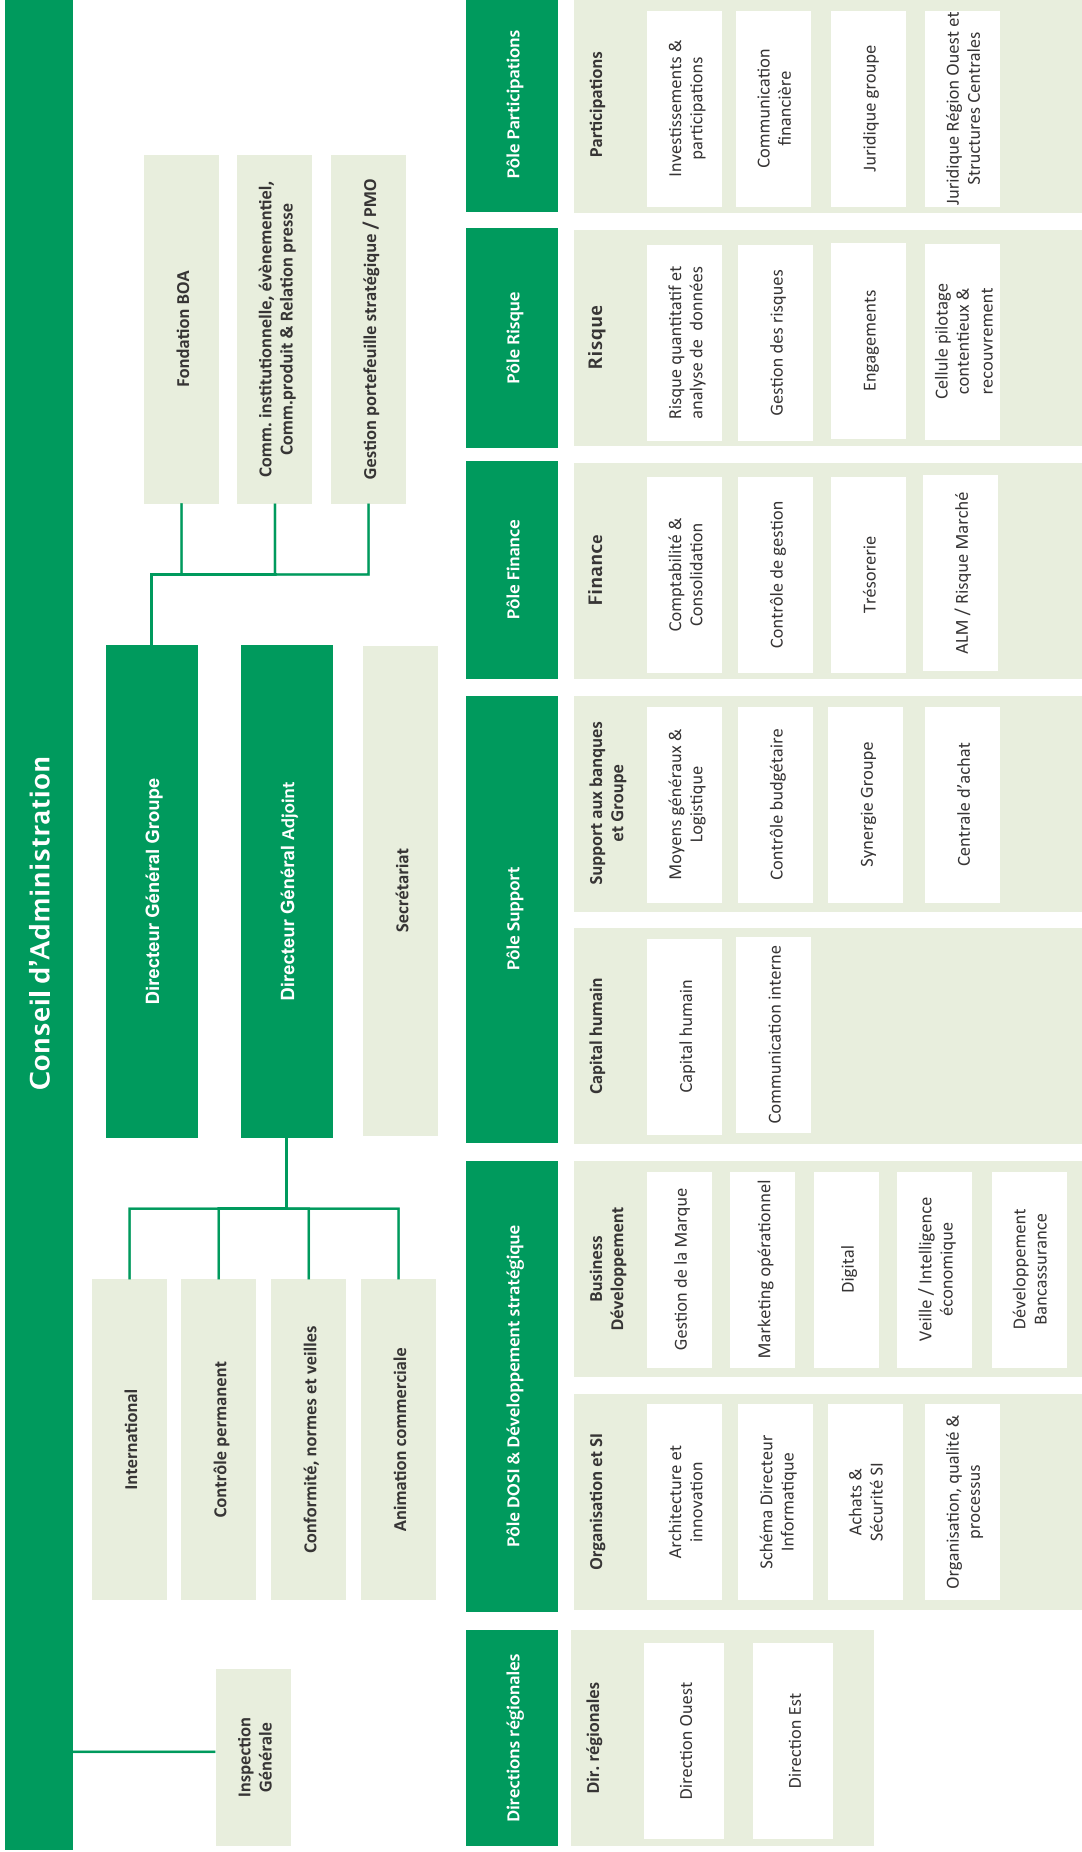 Conseil d'Administration
Inspection
Générale
International
Contrôle permanent
Conformité, normes et veilles
Animation commerciale
Directeur Général Groupe
Directeur Général Adjoint
Secrétariat
Fondation BOA
Comm. institutionnelle, évènementiel,
Comm.produit & Relation presse
Gestion portefeuille stratégique / PMO
Directions régionales
Dir. régionales
Direction Ouest
Direction Est
Pôle DOSI & Développement stratégique
Organisation et SI
Architecture et
innovation
Schéma Directeur
Informatique
Achats &
Sécurité SI
Organisation, qualité &
processus
Business
Développement
Gestion de la Marque
Marketing opérationnel
Digital
Veille / Intelligence
économique
Développement
Bancassurance
Pôle Support
Capital humain
Capital humain
Communication interne
Support aux banques
et Groupe
Moyens généraux &
Logistique
Contrôle budgétaire
Synergie Groupe
Centrale d'achat
Pôle Finance
Finance
Comptabilité &
Consolidation
Contrôle de gestion
Trésorerie
ALM / Risque Marché
Pôle Risque
Risque
Risque quantitatif et
analyse de données
Gestion des risques
Engagements
Cellule pilotage
contentieux &
recouvrement
Pôle Participations
Participations
Investissements &
participations
Communication
financière
Juridique groupe
Juridique Région Ouest et
Structures Centrales